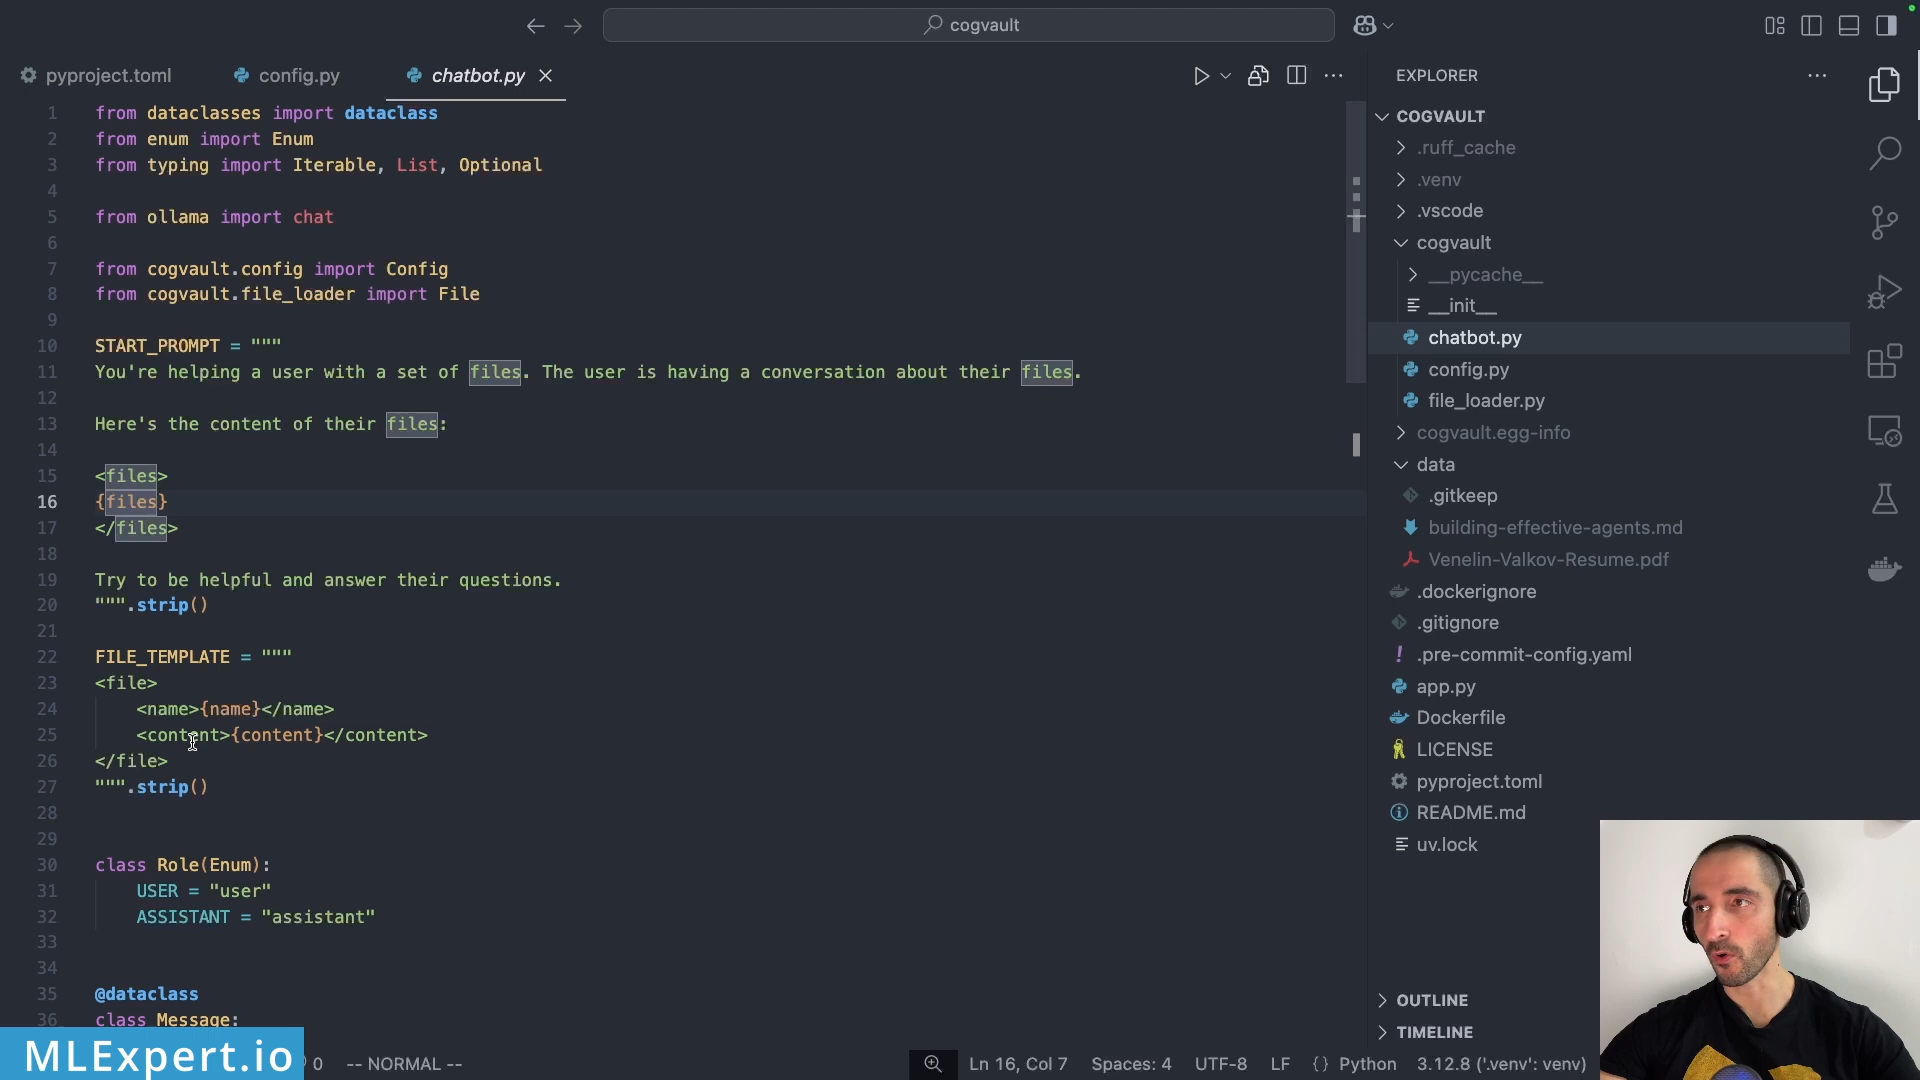 cogvault
pyproject.toml
config.py
chatbot.py
EXPLORER
1 from dataclasses import dataclass
2 from enum import Enum
3 from typing import Iterable, List, Optional
4
5 from ollama import chat
6
7 from cogvault.config import Config
8 from cogvault.file_loader import File
9
10 START_PROMPT = """
11 You're helping a user with a set of files. The user is having a conversation about their files.
12
13 Here's the content of their files:
14
15 <files>
16 {files}
17 </files>
18
19 Try to be helpful and answer their questions.
20 """.strip()
21
22 FILE_TEMPLATE = """
23 <file>
24 <name>{name}</name>
25 <content>{content}</content>
26 </file>
27 """.strip()
28
29
30 class Role(Enum):
31 USER = "user"
32 ASSISTANT = "assistant"
33
34
35 @dataclass
36 class Message:
COGVAULT
.ruff_cache
.venv
.vscode
cogvault
__pycache__
__init__
chatbot.py
config.py
file_loader.py
cogvault.egg-info
data
.gitkeep
building-effective-agents.md
Venelin-Valkov-Resume.pdf
.dockerignore
.gitignore
.pre-commit-config.yaml
app.py
Dockerfile
LICENSE
pyproject.toml
README.md
uv.lock
OUTLINE
TIMELINE
MLExpert.io
0 -- NORMAL --
Ln 16, Col 7 Spaces: 4 UTF-8 LF {} Python 3.12.8 ('.venv': venv)